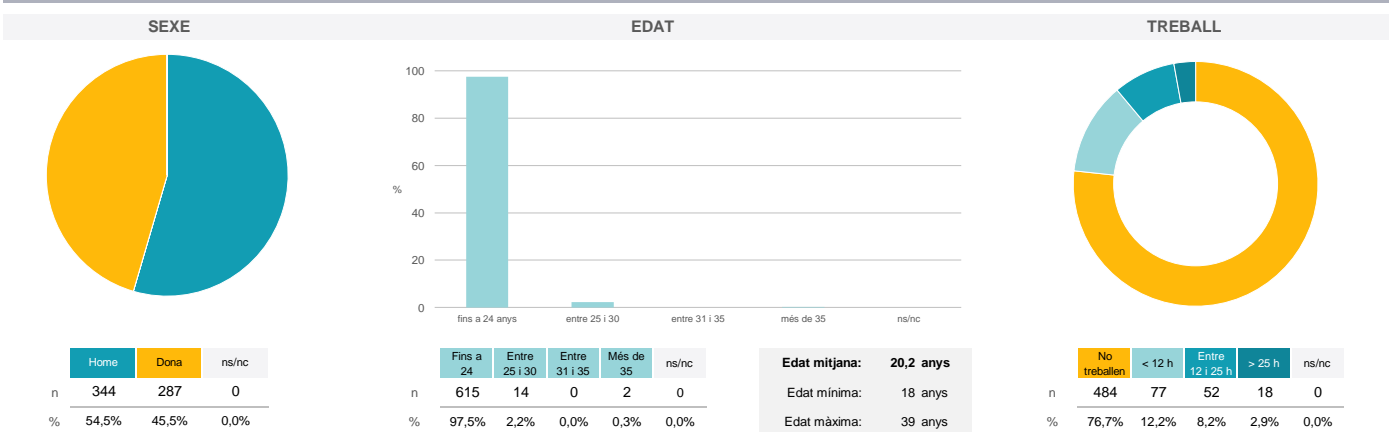 SEXE
EDAT
TREBALL
100
80
60
%
40
20
0
fins a 24 anys entre 25 i 30 entre 31 i 35 més de 35 ns/nc
Home Dona ns/nc
n 344 287 0
% 54,5% 45,5% 0,0%
Fins a 24 Entre 25 i 30 Entre 31 i 35 Més de 35 ns/nc
n 615 14 0 2 0
% 97,5% 2,2% 0,0% 0,3% 0,0%
Edat mitjana: 20,2 anys
Edat mínima: 18 anys
Edat màxima: 39 anys
No treballen < 12 h Entre 12 i 25 h > 25 h ns/nc
n 484 77 52 18 0
% 76,7% 12,2% 8,2% 2,9% 0,0%